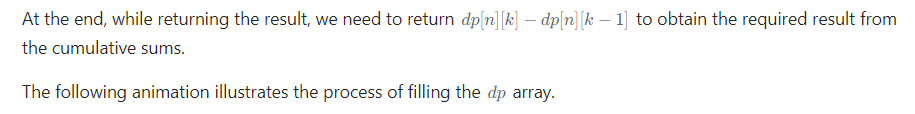 At the end, while returning the result, we need to return dp[n][k] − dp[n][k − 1] to obtain the required result from
the cumulative sums.
The following animation illustrates the process of filling the dp array.